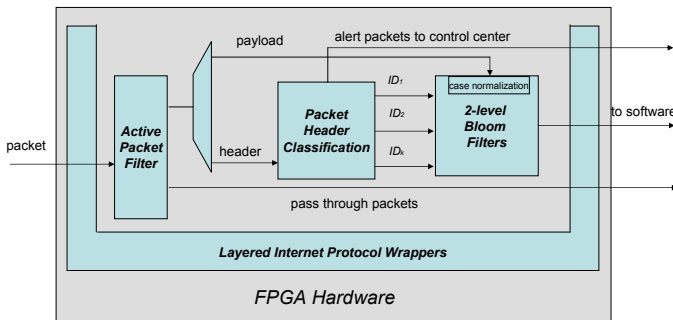 payload
alert packets to control center
case normalization
ID1
Packet
Header
Classification
2-level
Bloom
Filters
ID2
to software
Active
Packet
Filter
packet
header
IDk
pass through packets
Layered Internet Protocol Wrappers
FPGA Hardware